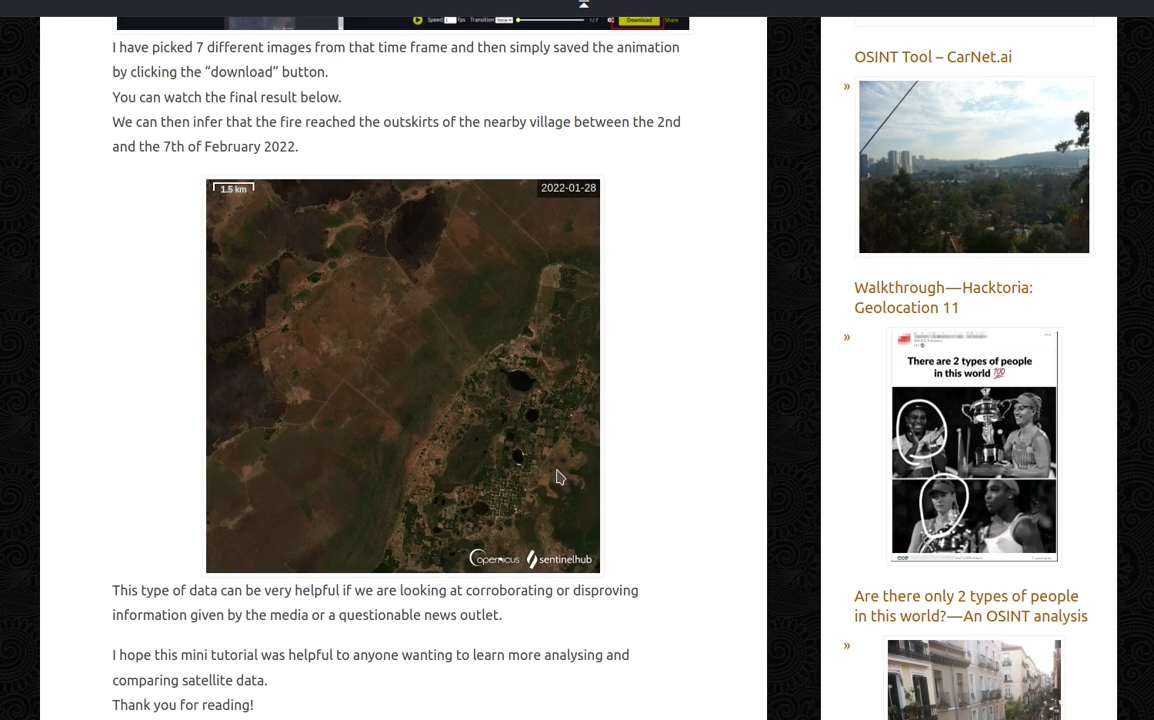 Speed:
fps
Transition:
1 / 7
Download
Share
I have picked 7 different images from that time frame and then simply saved the animation
by clicking the “download” button.
You can watch the final result below.
We can then infer that the fire reached the outskirts of the nearby village between the 2nd
and the 7th of February 2022.
1.5 km
2022-01-28
opernicus
sentinelhub
This type of data can be very helpful if we are looking at corroborating or disproving
information given by the media or a questionable news outlet.
I hope this mini tutorial was helpful to anyone wanting to learn more analysing and
comparing satellite data.
Thank you for reading!
OSINT Tool – CarNet.ai
»
Walkthrough—Hacktoria:
Geolocation 11
»
There are 2 types of people
in this world 💯
Are there only 2 types of people
in this world?—An OSINT analysis
»